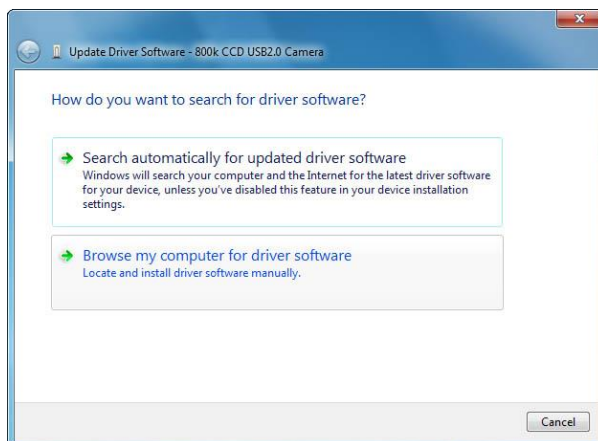 Update Driver Software - 800k CCD USB2.0 Camera
How do you want to search for driver software?
Search automatically for updated driver software
Windows will search your computer and the Internet for the latest driver software
for your device, unless you've disabled this feature in your device installation
settings.
Browse my computer for driver software
Locate and install driver software manually.
Cancel